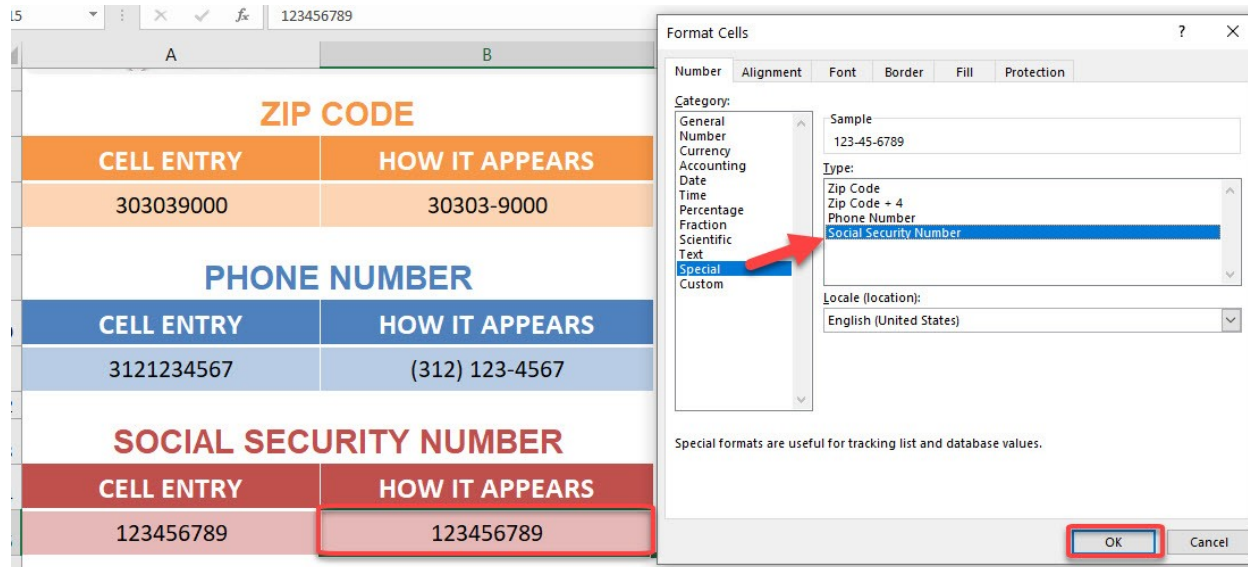 15 fx 123456789
A B
ZIP CODE
CELL ENTRY HOW IT APPEARS
303039000 30303-9000
PHONE NUMBER
CELL ENTRY HOW IT APPEARS
3121234567 (312) 123-4567
SOCIAL SECURITY NUMBER
CELL ENTRY HOW IT APPEARS
123456789 123456789
Format Cells ?
Number Alignment Font Border Fill Protection
Category:
General
Number
Currency
Accounting
Date
Time
Percentage
Fraction
Scientific
Text
Special
Custom
Sample
123-45-6789
Type:
Zip Code
Zip Code + 4
Phone Number
Social Security Number
Locale (location):
English (United States)
Special formats are useful for tracking list and database values.
OK Cancel